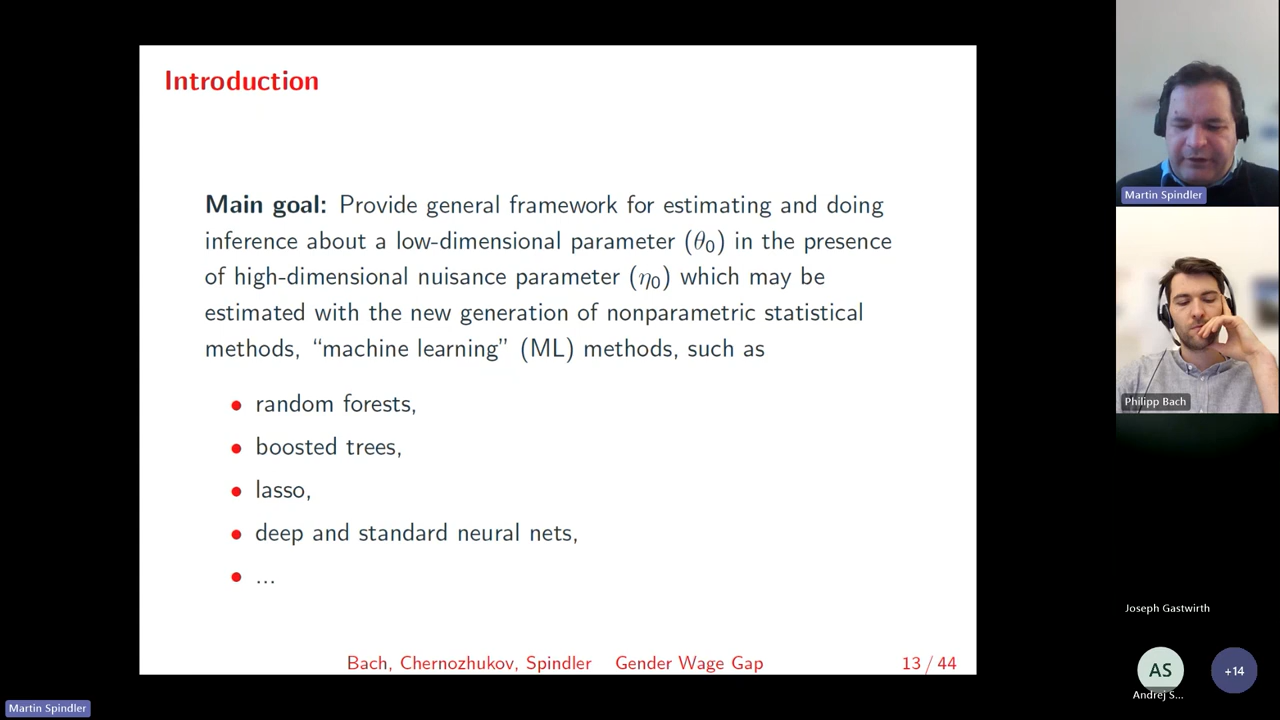 Introduction
Main goal: Provide general framework for estimating and doing
inference about a low-dimensional parameter (θ₀) in the presence
of high-dimensional nuisance parameter (η₀) which may be
estimated with the new generation of nonparametric statistical
methods, “machine learning” (ML) methods, such as
• random forests,
• boosted trees,
• lasso,
• deep and standard neural nets,
• ...
Bach, Chernozhukov, Spindler Gender Wage Gap 13 / 44
Martin Spindler
Philipp Bach
Joseph Gastwirth
AS
Andrej S...
+14
Martin Spindler